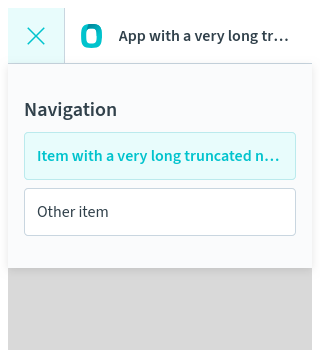 App with a very long tr…
Navigation
Item with a very long truncated n…
Other item